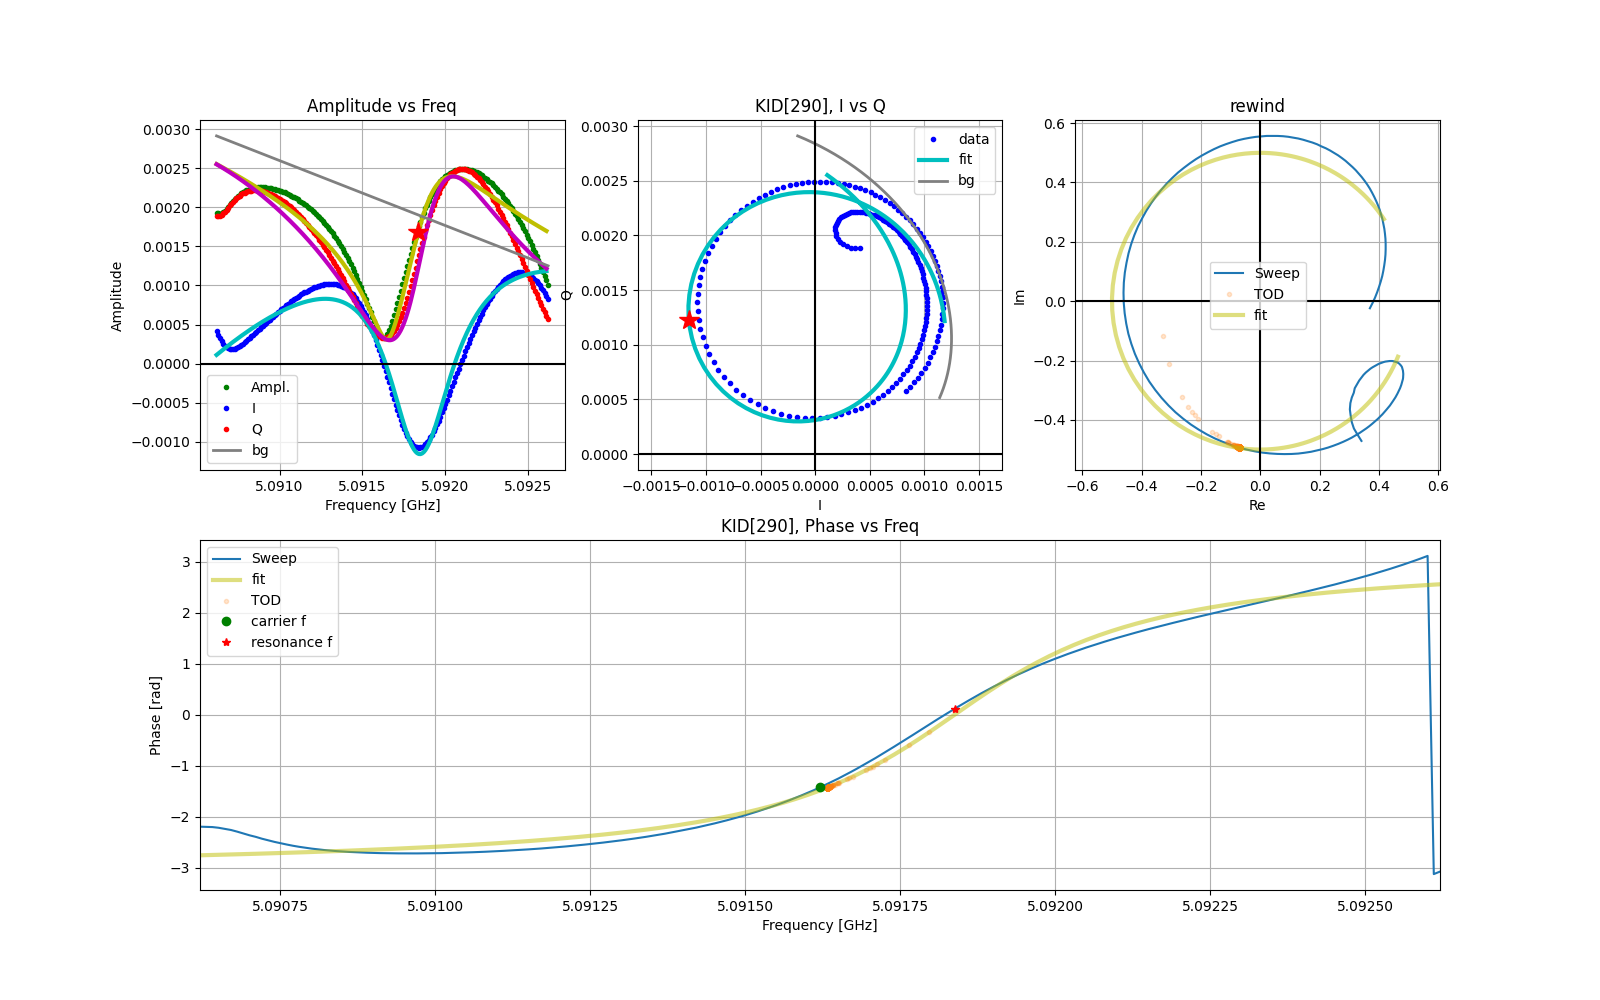 Amplitude vs Freq
Amplitude
0.0030
0.0025
0.0020
0.0015
0.0010
0.0005
0.0000
−0.0005
−0.0010
Ampl.
I
Q
bg
5.0910
5.0915
5.0920
5.0925
Frequency [GHz]
KID[290], I vs Q
Q
0.0030
0.0025
0.0020
0.0015
0.0010
0.0005
0.0000
data
fit
bg
−0.0015
−0.0010
−0.0005
0.0000
0.0005
0.0010
0.0015
I
rewind
Im
0.6
0.4
0.2
0.0
−0.2
−0.4
Sweep
TOD
fit
−0.6
−0.4
−0.2
0.0
0.2
0.4
0.6
Re
KID[290], Phase vs Freq
Phase [rad]
3
2
1
0
−1
−2
−3
Sweep
fit
TOD
carrier f
resonance f
5.09075
5.09100
5.09125
5.09150
5.09175
5.09200
5.09225
5.09250
Frequency [GHz]